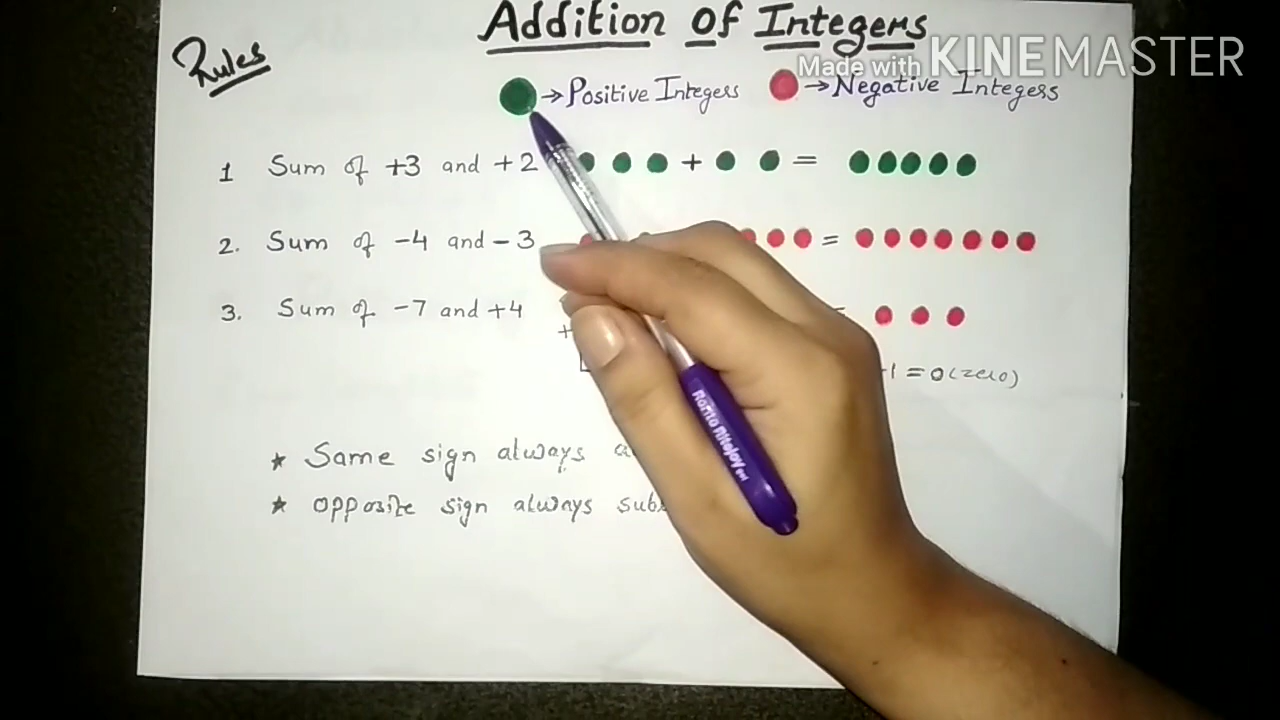 Addition of Integers
Rules
Made with KINEMASTER
→ Positive Integers → Negative Integers
1 Sum of +3 and +2 + =
2. Sum of -4 and -3 =
3. Sum of -7 and +4 + =
1 = 0 (zero)
★ Same sign always
★ opposite sign always